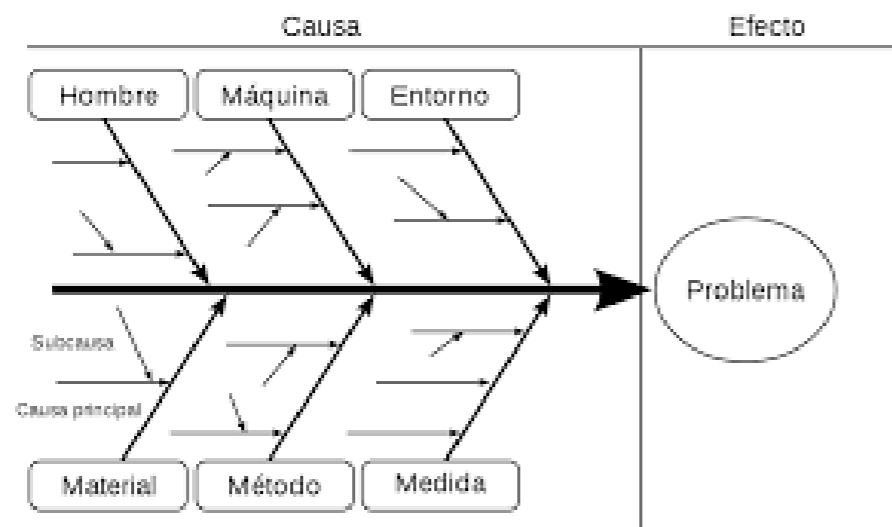 Causa
Efecto
Hombre
Máquina
Entorno
Problema
Subcausa
Causa principal
Material
Método
Medida